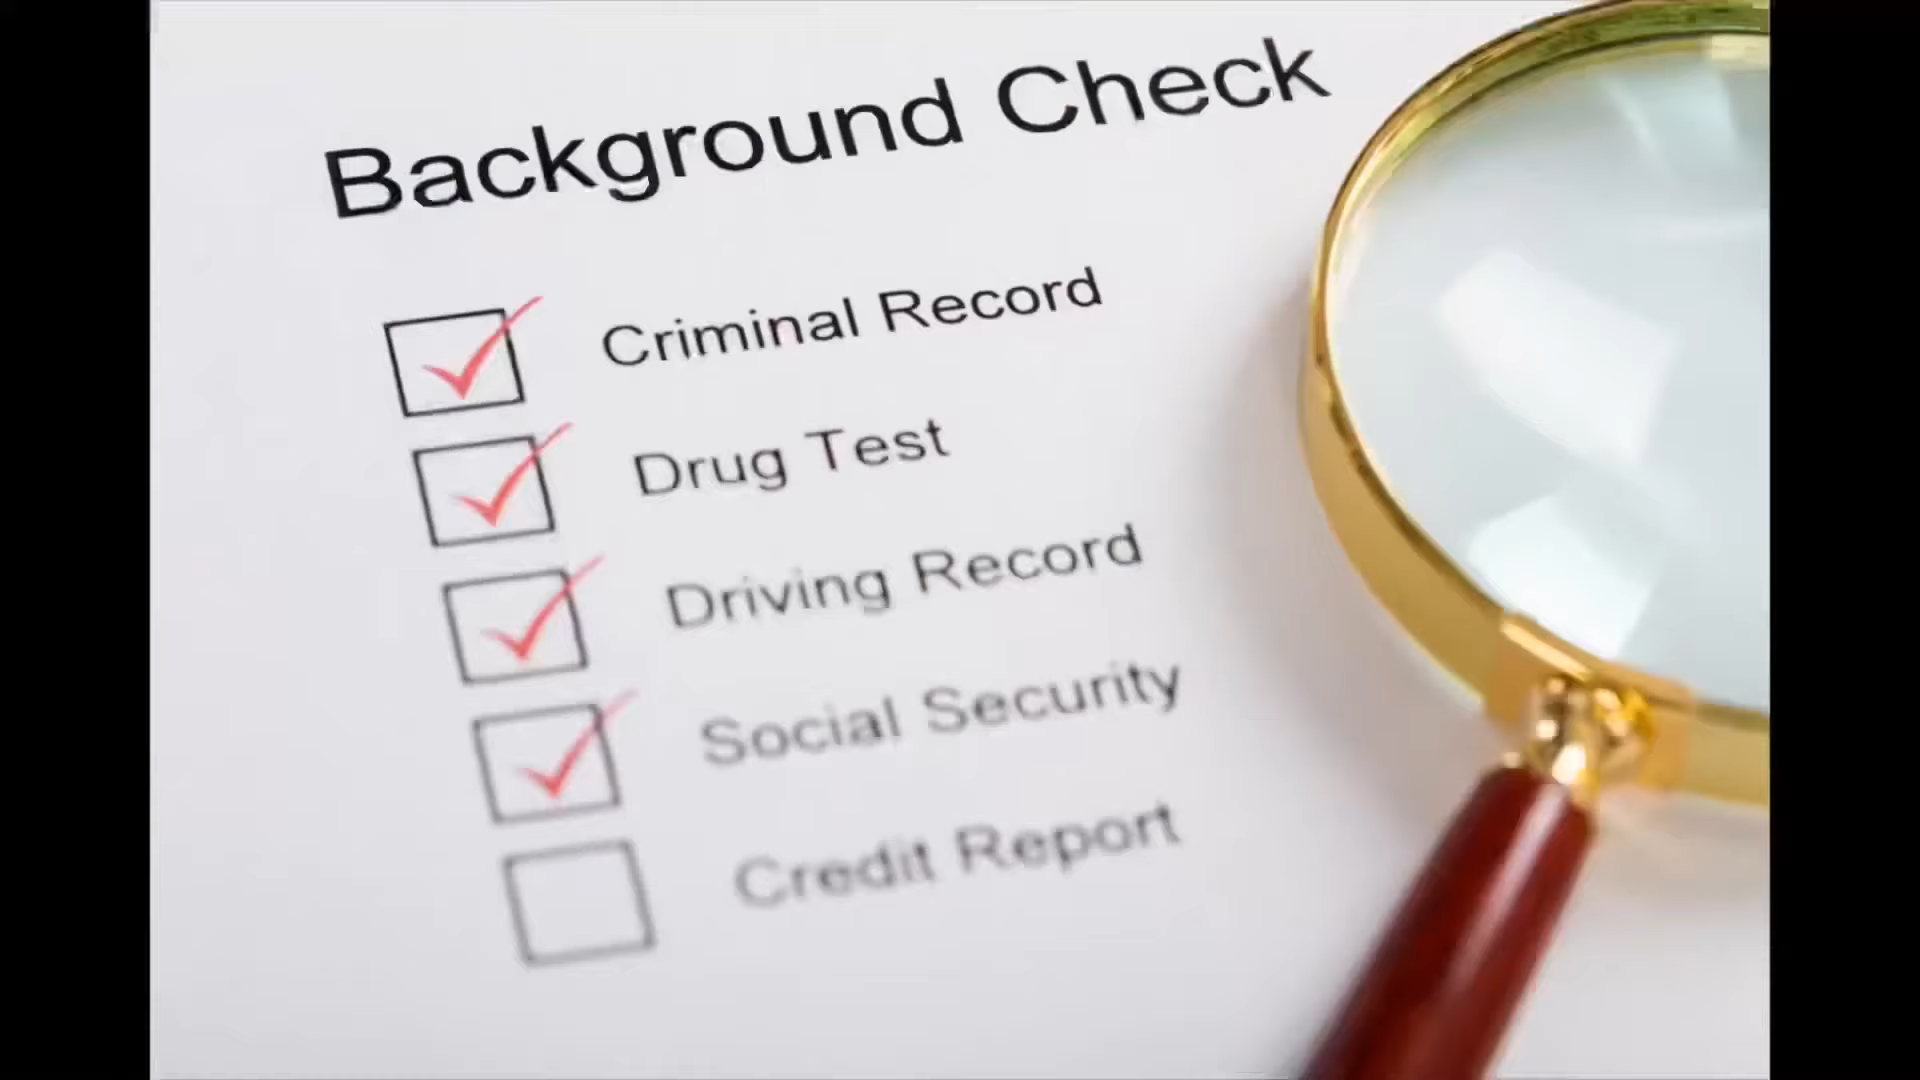 Background Check
Criminal Record
Drug Test
Driving Record
Social Security
Credit Report